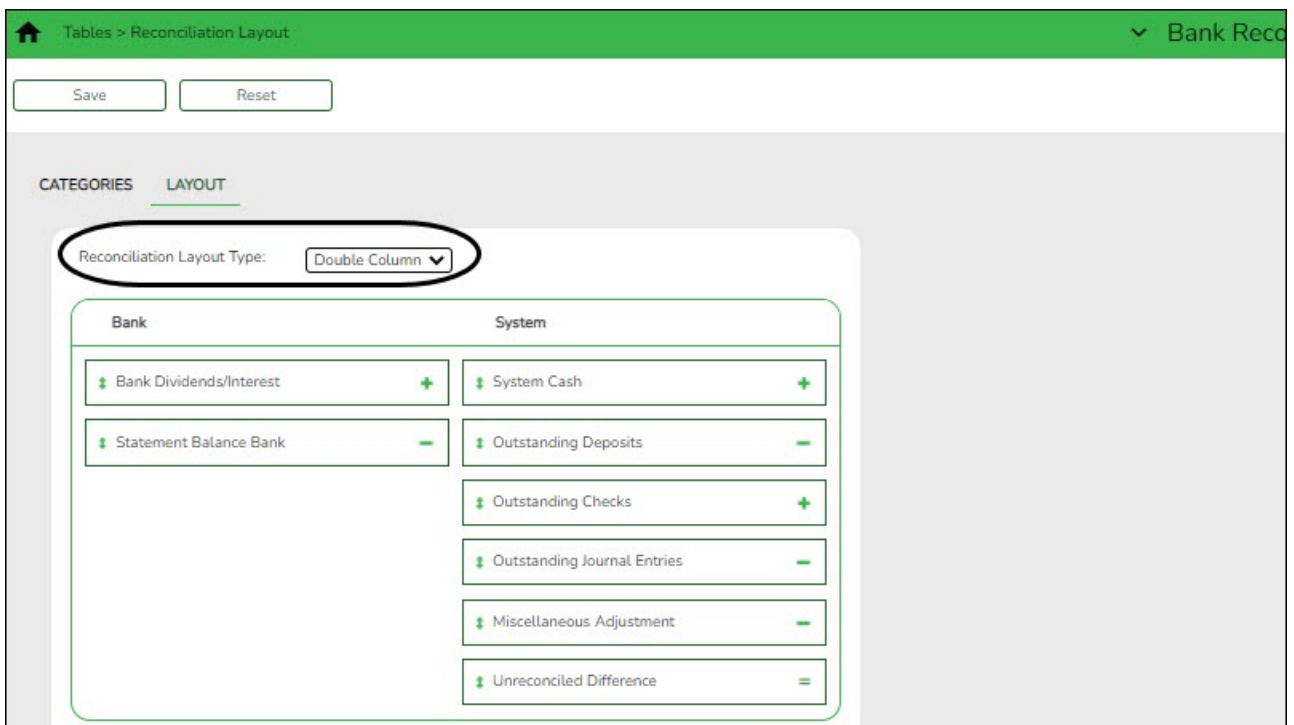 Tables > Reconciliation Layout
Bank Reco
Save Reset
CATEGORIES LAYOUT
Reconciliation Layout Type: Double Column
Bank System
Bank Dividends/Interest + System Cash +
Statement Balance Bank − Outstanding Deposits −
Outstanding Checks +
Outstanding Journal Entries −
Miscellaneous Adjustment −
Unreconciled Difference =